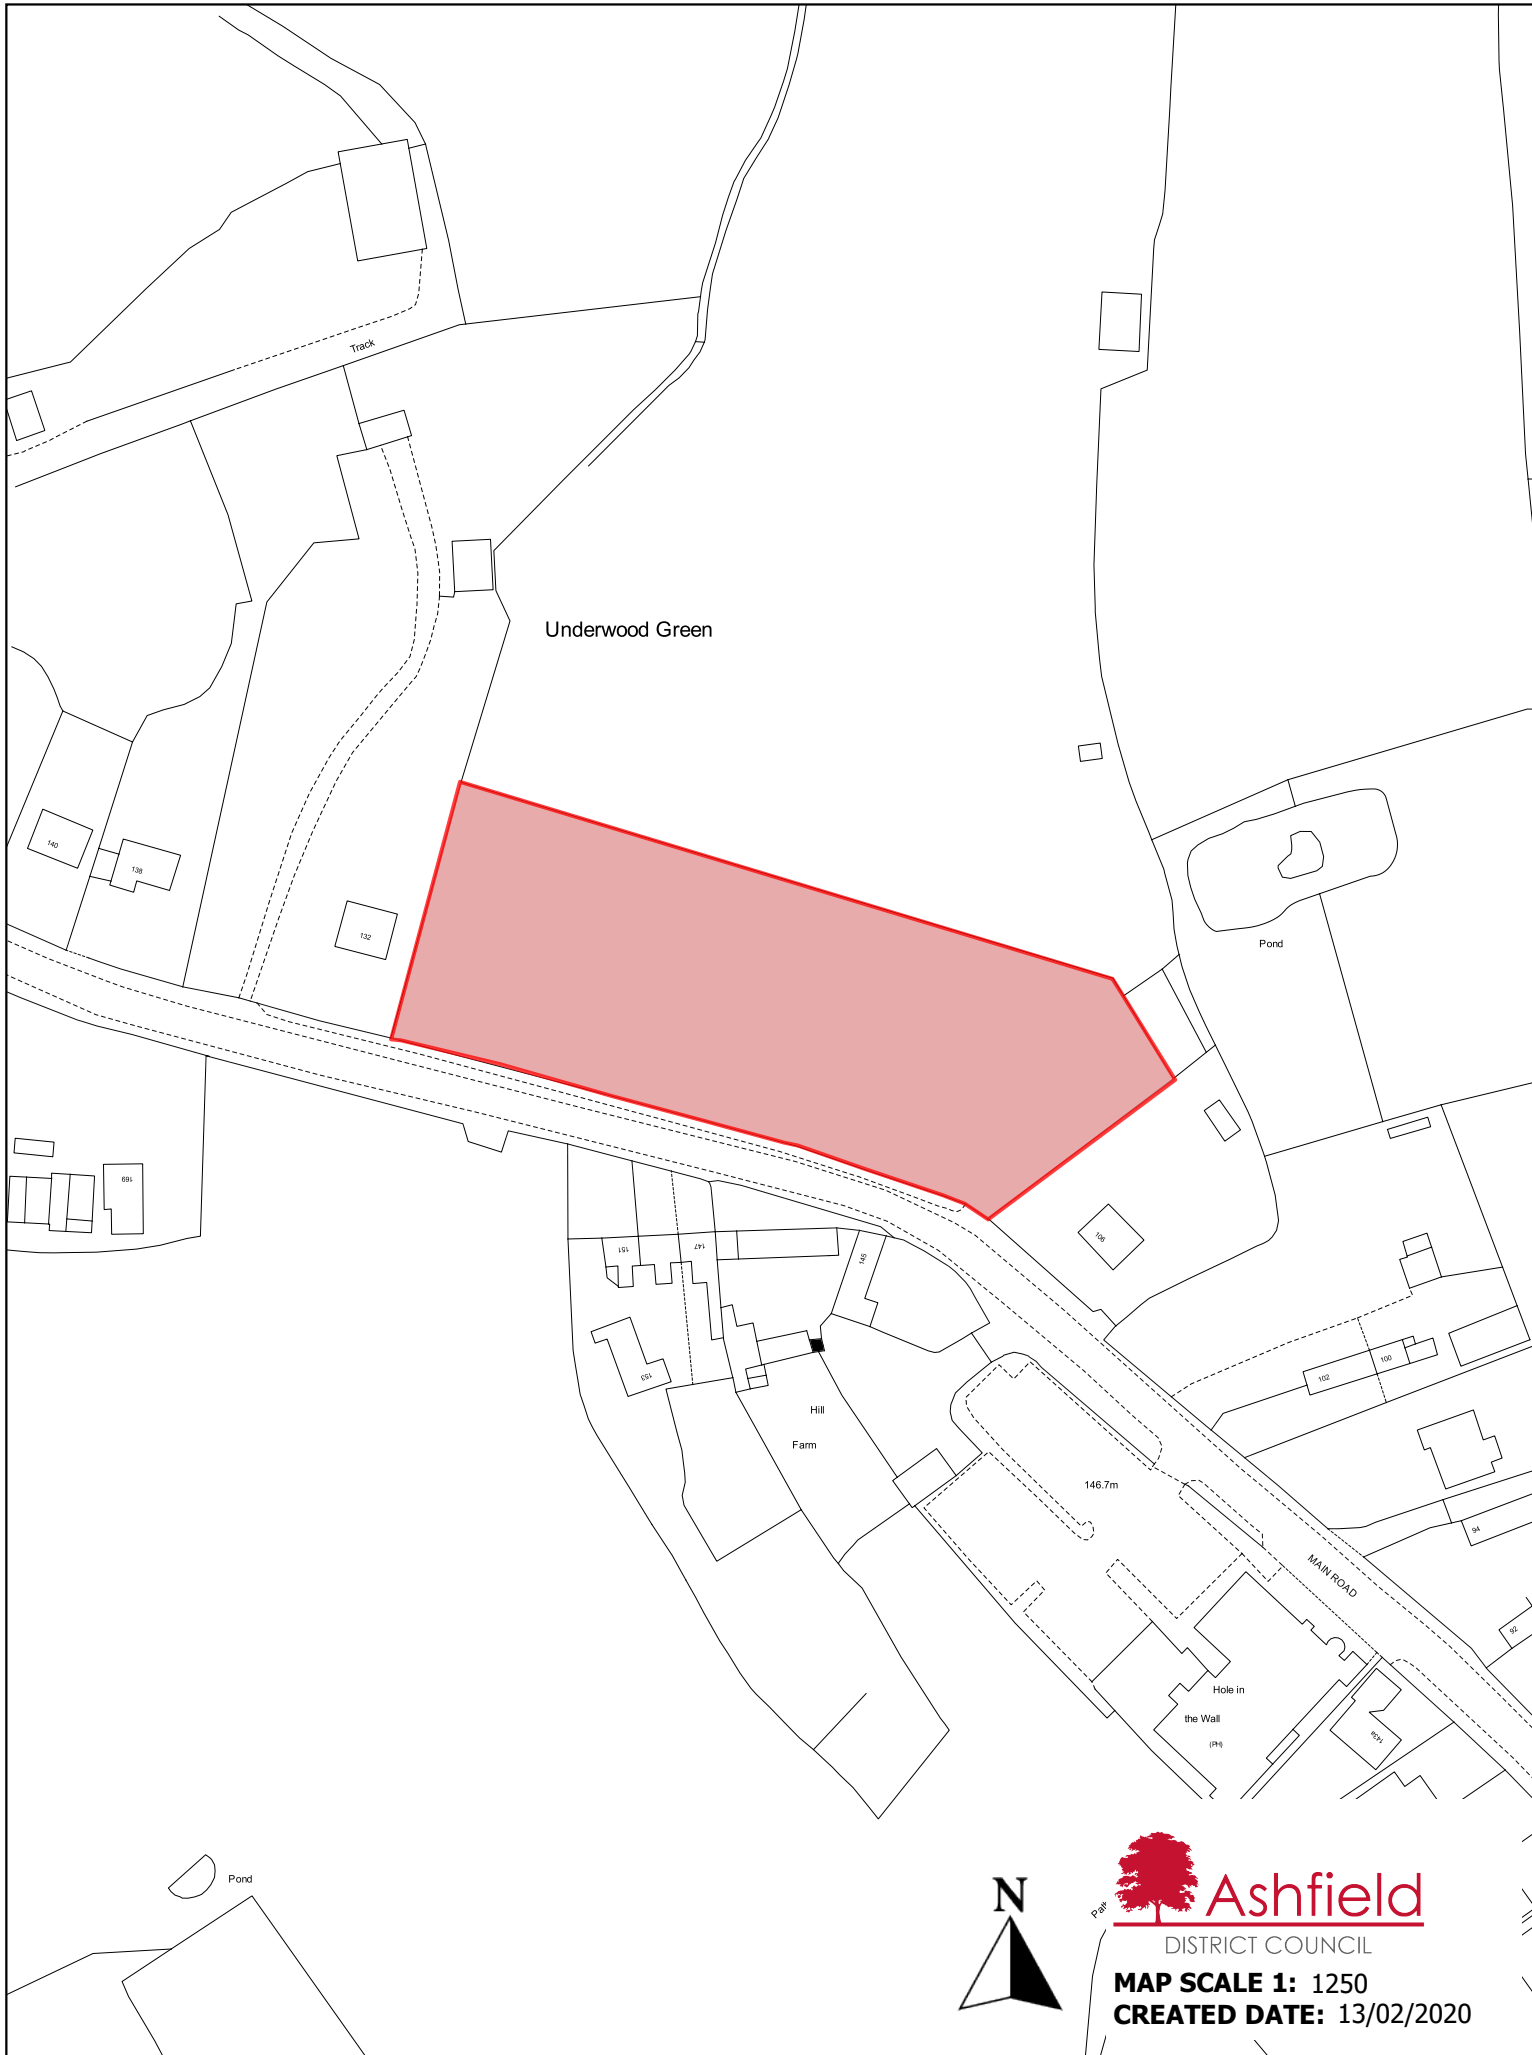 Track
Underwood Green
140
138
132
Pond
169
106
151
147
145
153
100
102
Hill
Farm
146.7m
94
MAIN ROAD
92
Hole in
the Wall
(PH)
143a
Pond
N
Path
Ashfield
DISTRICT COUNCIL
MAP SCALE 1: 1250
CREATED DATE: 13/02/2020